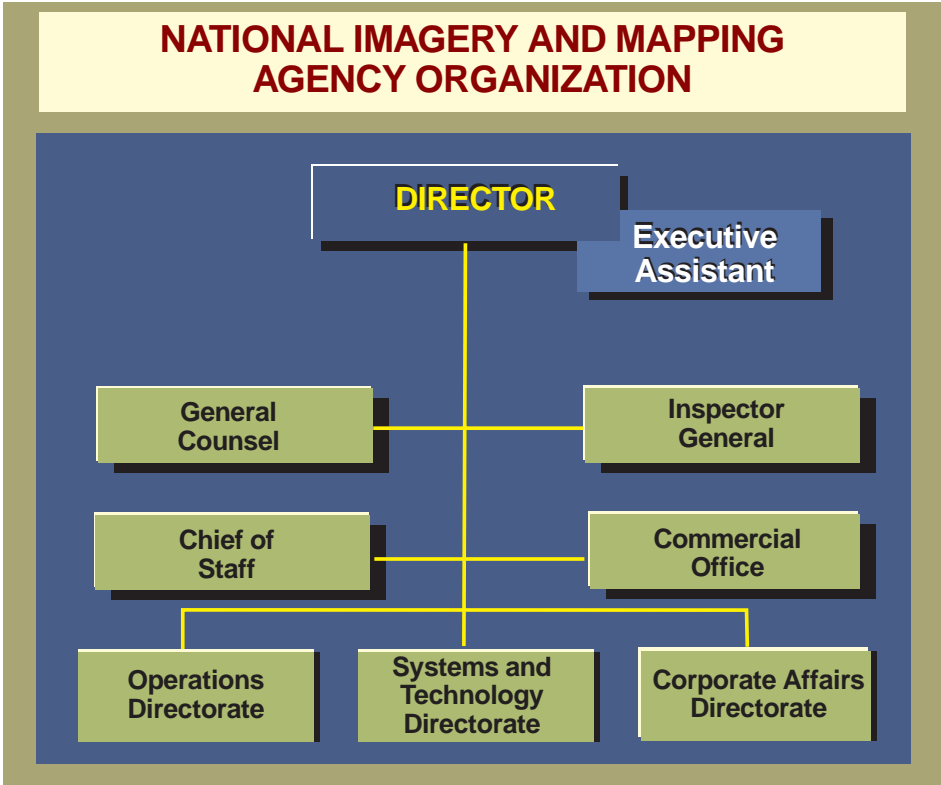 NATIONAL IMAGERY AND MAPPING
AGENCY ORGANIZATION
DIRECTOR
Executive
Assistant
General
Counsel
Inspector
General
Chief of
Staff
Commercial
Office
Operations
Directorate
Systems and
Technology
Directorate
Corporate Affairs
Directorate